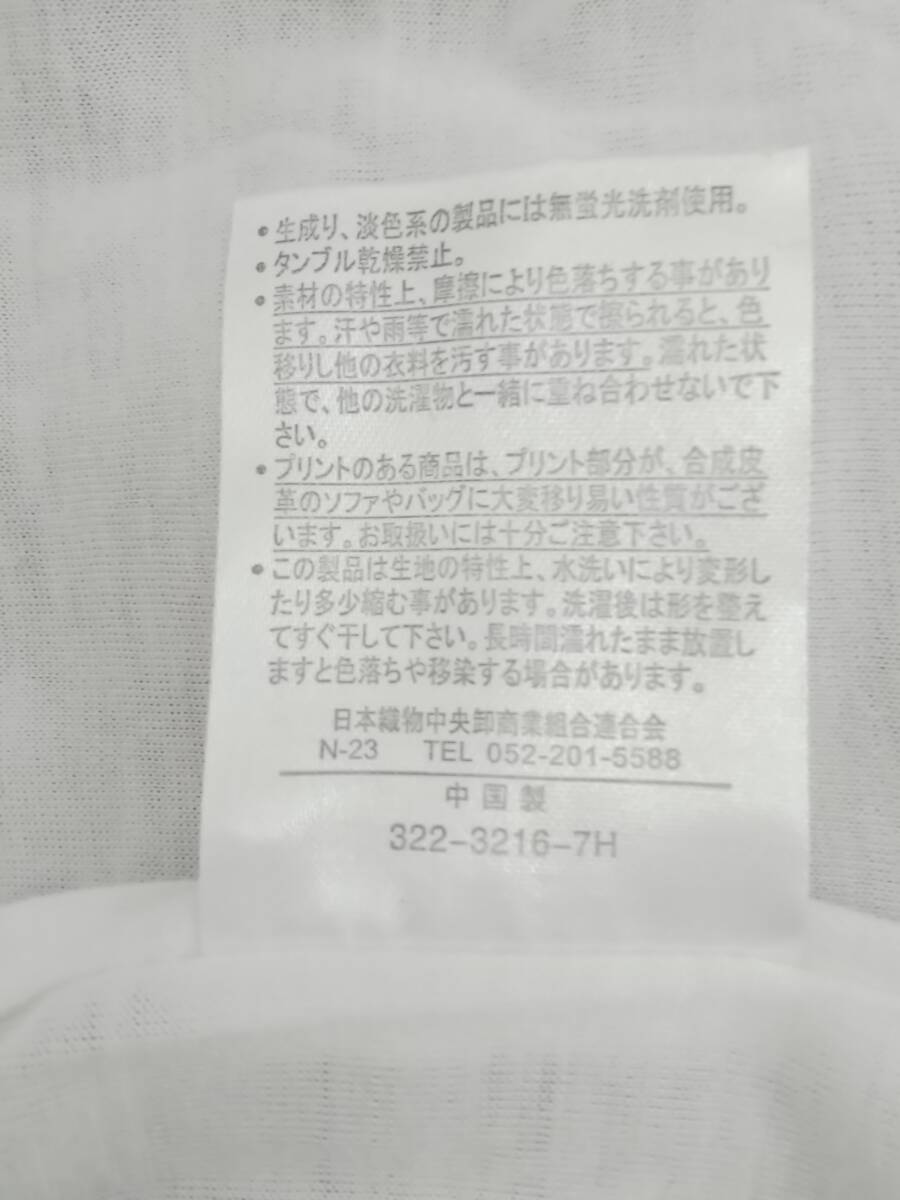 • 生成り、淡色系の製品には無蛍光洗剤使用。
• タンブル乾燥禁止。
• 素材の特性上、摩擦により色落ちする事があり
ます。汗や雨等で濡れた状態で擦られると、色
移りし他の衣料を汚す事があります。濡れた状
態で、他の洗濯物と一緒に重ね合わせないで下
さい。
• プリントのある商品は、プリント部分が、合成皮
革のソファやバッグに大変移り易い性質がござ
います。お取扱いには十分ご注意下さい。
• この製品は生地の特性上、水洗いにより変形し
たり多少縮む事があります。洗濯後は形を整え
てすぐ干して下さい。長時間濡れたまま放置し
ますと色落ちや移染する場合があります。
日本織物中央卸商業組合連合会
N-23 TEL 052-201-5588
中国製
322-3216-7H